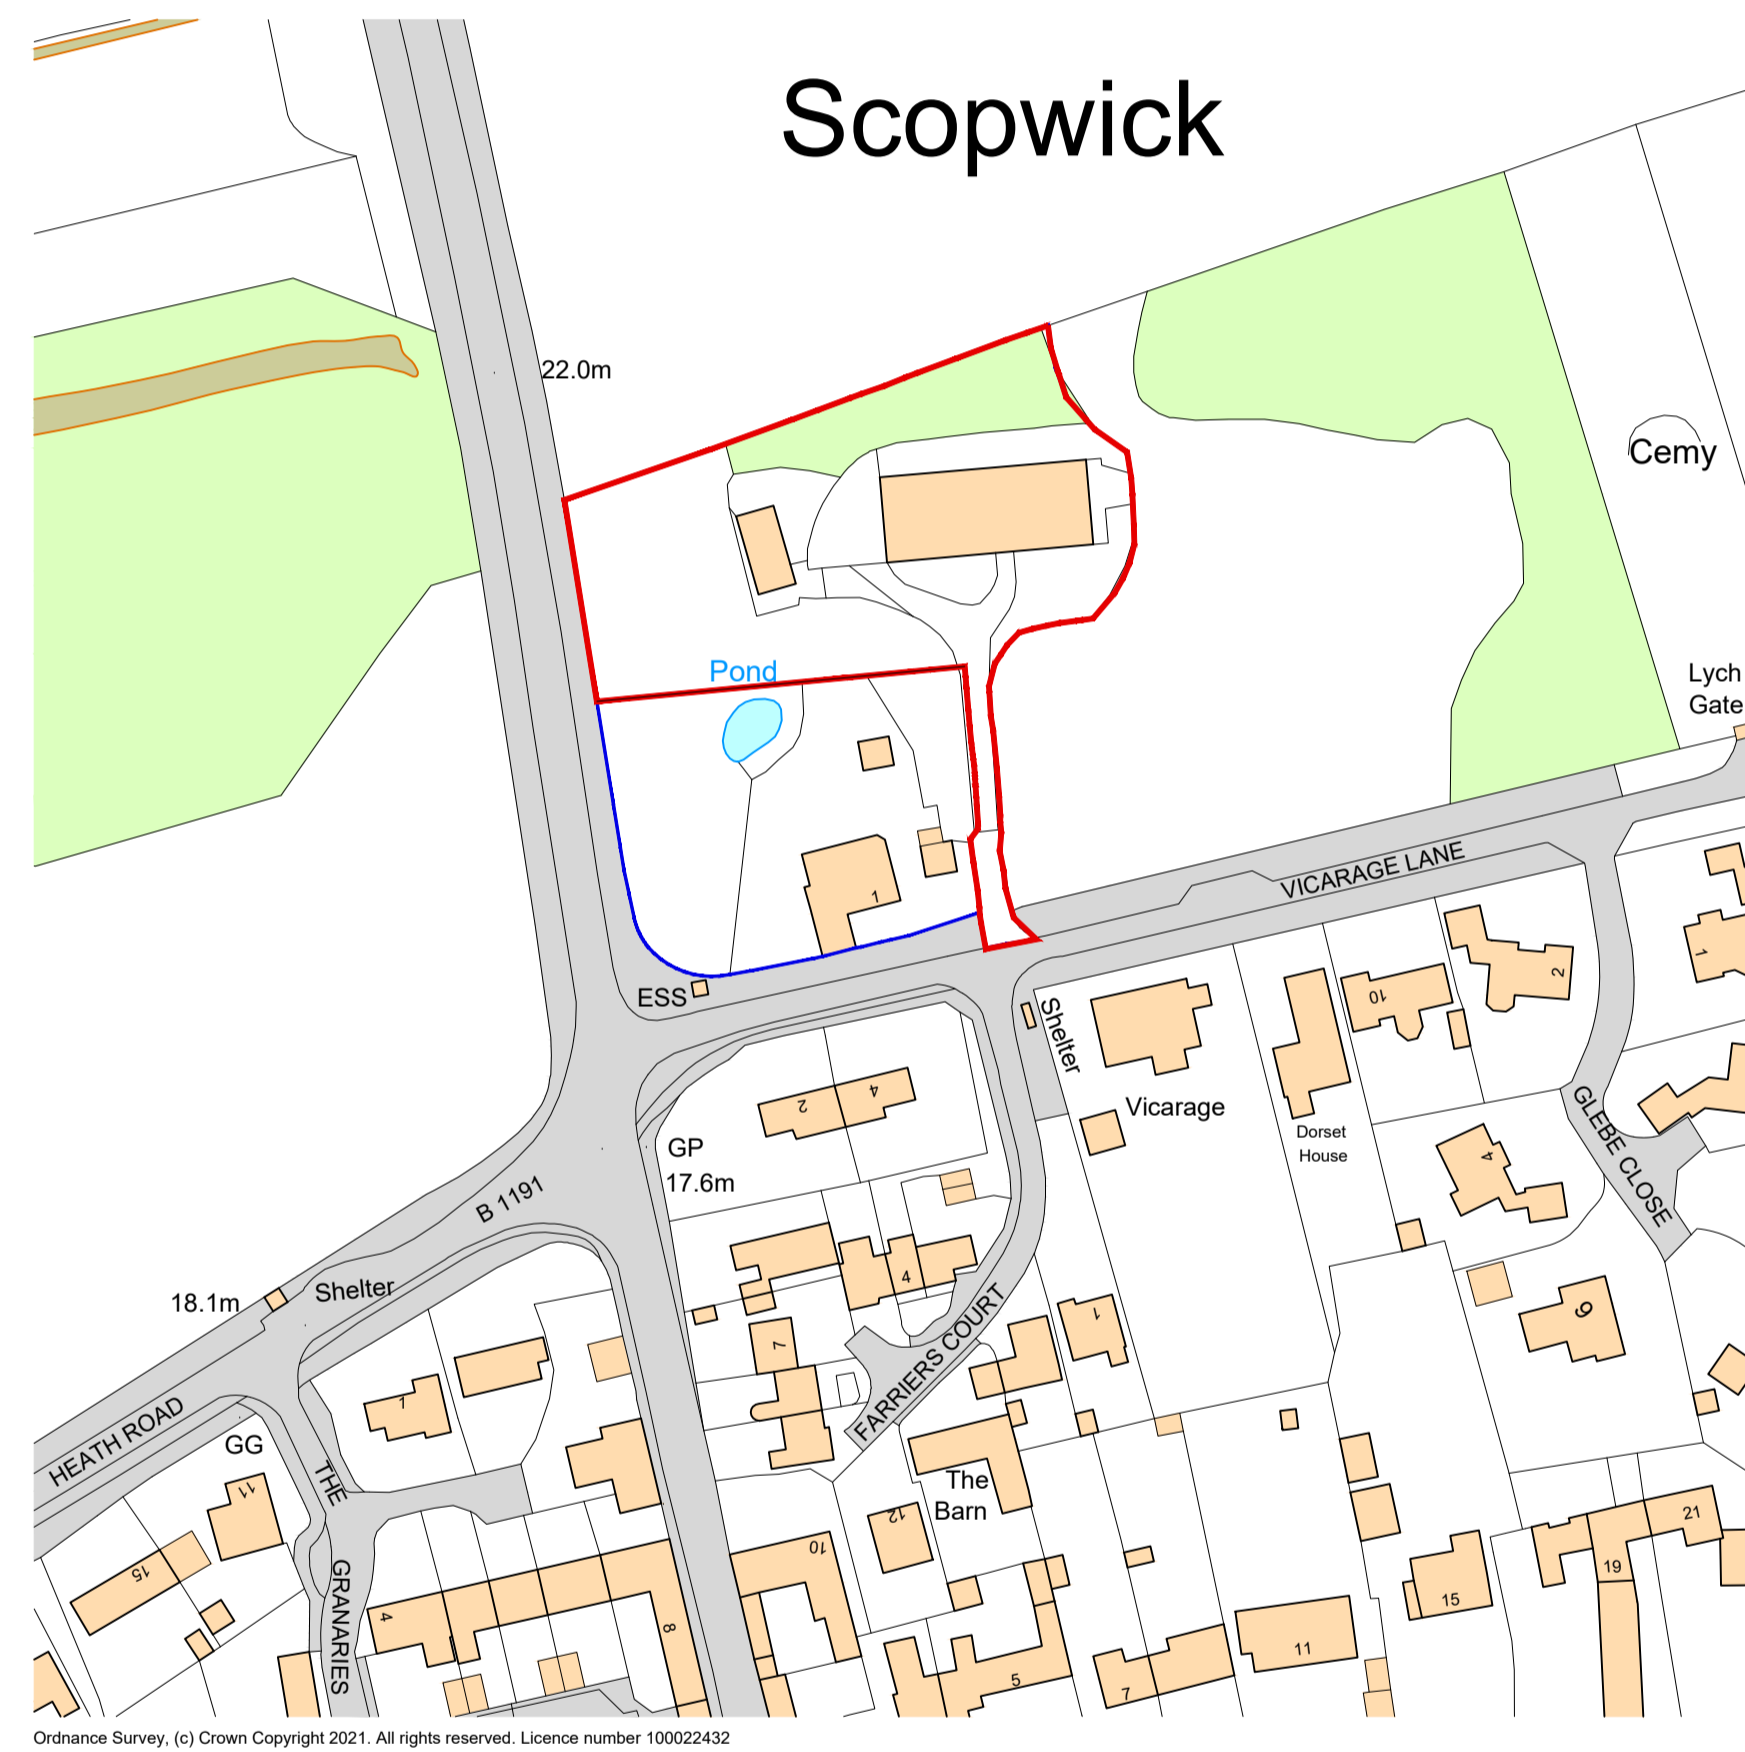 Scopwick
22.0m
Cemy
Pond
Lych
Gate
VICARAGE LANE
1
1
2
10
ESS
Shelter
Vicarage
Dorset
House
GLEBE CLOSE
2
4
4
GP
17.6m
B 1191
18.1m
Shelter
4
1
9
FARRIERS COURT
7
1
HEATH ROAD
GG
THE
GRANARIES
11
15
The
Barn
12
10
4
8
5
7
11
15
19
21
Ordnance Survey, (c) Crown Copyright 2021. All rights reserved. Licence number 100022432